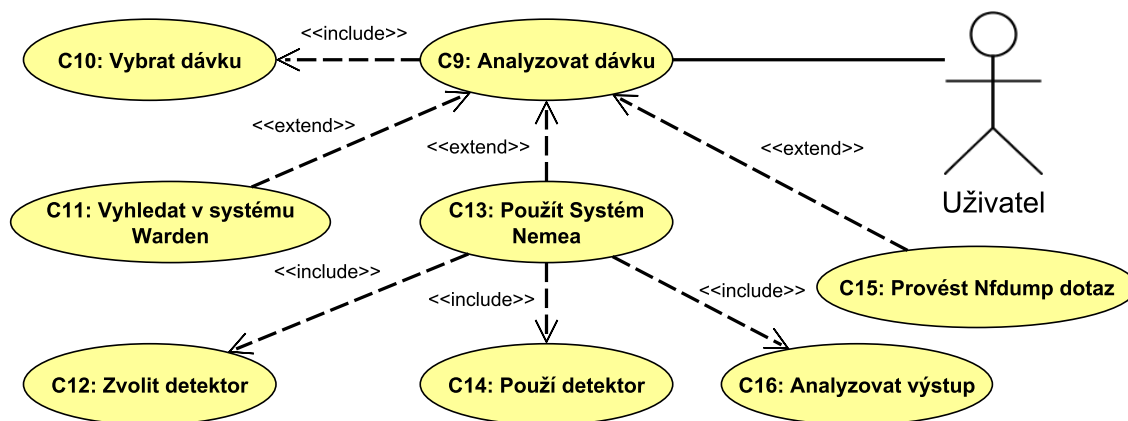 <<include>>
C10: Vybrat dávku
C9: Analyzovat dávku
<<extend>>
<<extend>>
<<extend>>
Uživatel
C11: Vyhledat v systému
Warden
C13: Použít Systém
Nemea
C15: Provést Nfdump dotaz
<<include>>
<<include>>
<<include>>
C12: Zvolit detektor
C14: Použí detektor
C16: Analyzovat výstup